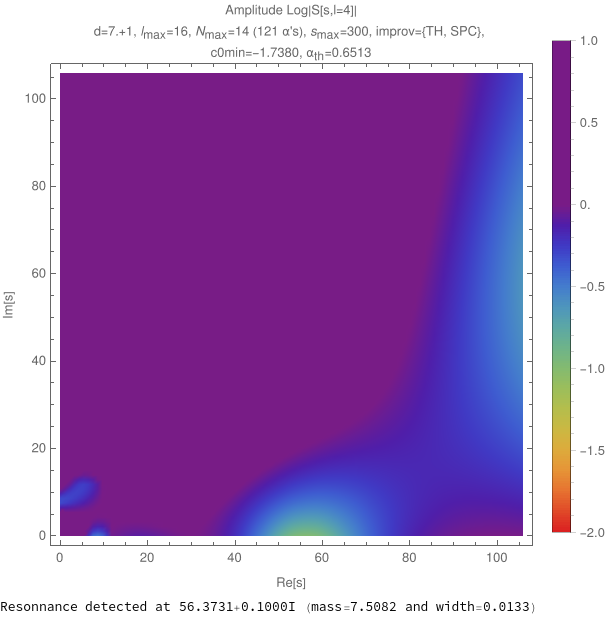 Amplitude Log|S[s,l=4]|
d=7.+1, lmax=16, Nmax=14 (121 α's), smax=300, improv={TH, SPC},
c0min=-1.7380, αth=0.6513
1.0
0.5
0.
-0.5
-1.0
-1.5
-2.0
100
80
60
40
20
0
Im[s]
0 20 40 60 80 100
Re[s]
Resonnance detected at 56.3731+0.1000I (mass=7.5082 and width=0.0133)